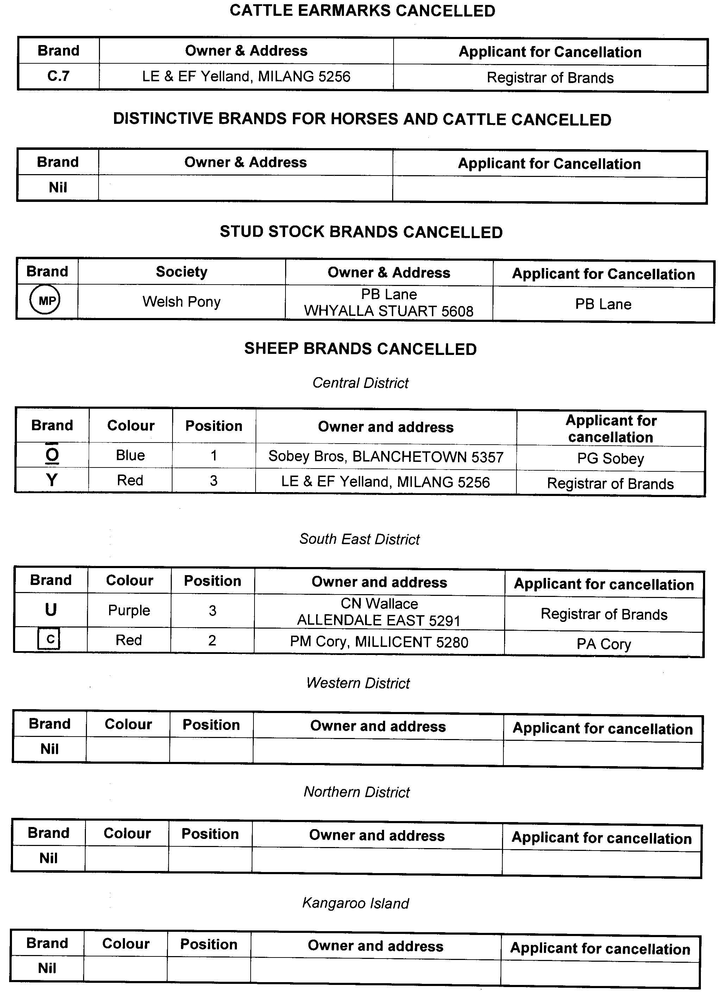 CATTLE EARMARKS CANCELLED
Brand Owner & Address Applicant for Cancellation
C.7 LE & EF Yelland, MILANG 5256 Registrar of Brands
DISTINCTIVE BRANDS FOR HORSES AND CATTLE CANCELLED
Brand Owner & Address Applicant for Cancellation
Nil
STUD STOCK BRANDS CANCELLED
Brand Society Owner & Address Applicant for Cancellation
MP Welsh Pony PB Lane
WHYALLA STUART 5608 PB Lane
SHEEP BRANDS CANCELLED
Central District
Brand Colour Position Owner and address Applicant for
cancellation
O Blue 1 Sobey Bros, BLANCHETOWN 5357 PG Sobey
Y Red 3 LE & EF Yelland, MILANG 5256 Registrar of Brands
South East District
Brand Colour Position Owner and address Applicant for cancellation
U Purple 3 CN Wallace
ALLENDALE EAST 5291 Registrar of Brands
C Red 2 PM Cory, MILLICENT 5280 PA Cory
Western District
Brand Colour Position Owner and address Applicant for cancellation
Nil
Northern District
Brand Colour Position Owner and address Applicant for cancellation
Nil
Kangaroo Island
Brand Colour Position Owner and address Applicant for cancellation
Nil